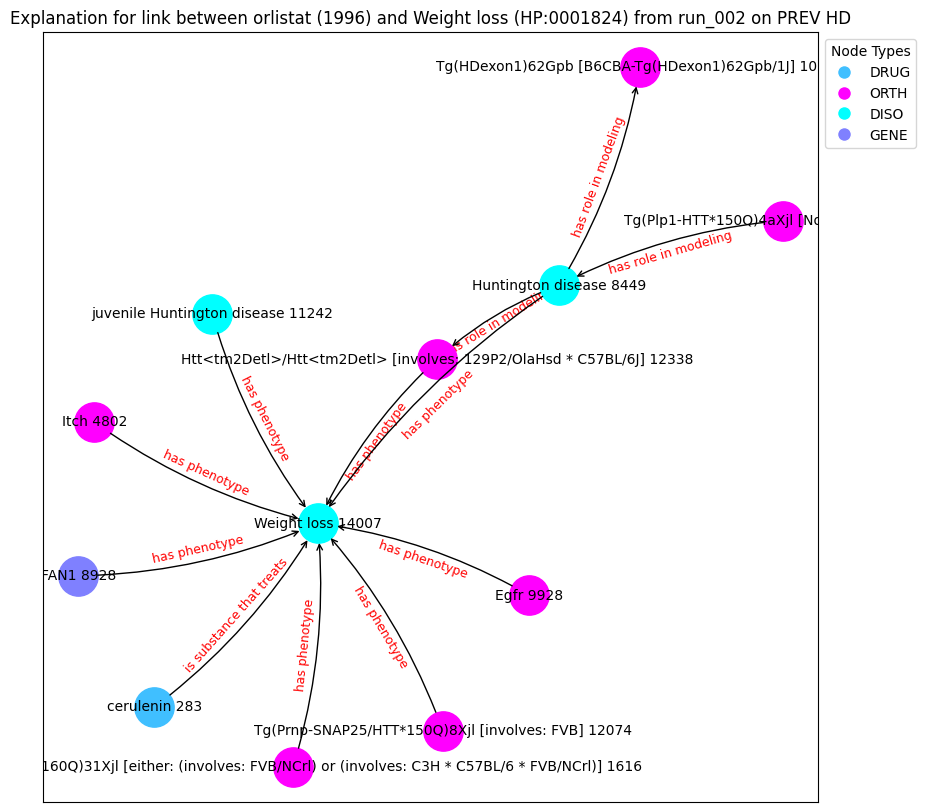 Explanation for link between orlistat (1996) and Weight loss (HP:0001824) from run_002 on PREV HD
Node Types
DRUG
ORTH
DISO
GENE
Tg(HDexon1)62Gpb [B6CBA-Tg(HDexon1)62Gpb/1J] 10
has role in modeling
Tg(Plp1-HTT*150Q)4aXjl [No
has role in modeling
Huntington disease 8449
has role in modeling
juvenile Huntington disease 11242
Htt<tm2Detl>/Htt<tm2Detl> [involves: 129P2/OlaHsd * C57BL/6J] 12338
has phenotype
has phenotype
has phenotype
Itch 4802
has phenotype
Weight loss 14007
has phenotype
has phenotype
FAN1 8928
Egfr 9928
is substance that treats
has phenotype
has phenotype
cerulenin 283
Tg(Prnp-SNAP25/HTT*150Q)8Xjl [involves: FVB] 12074
160Q)31Xjl [either: (involves: FVB/NCrl) or (involves: C3H * C57BL/6 * FVB/NCrl)] 1616